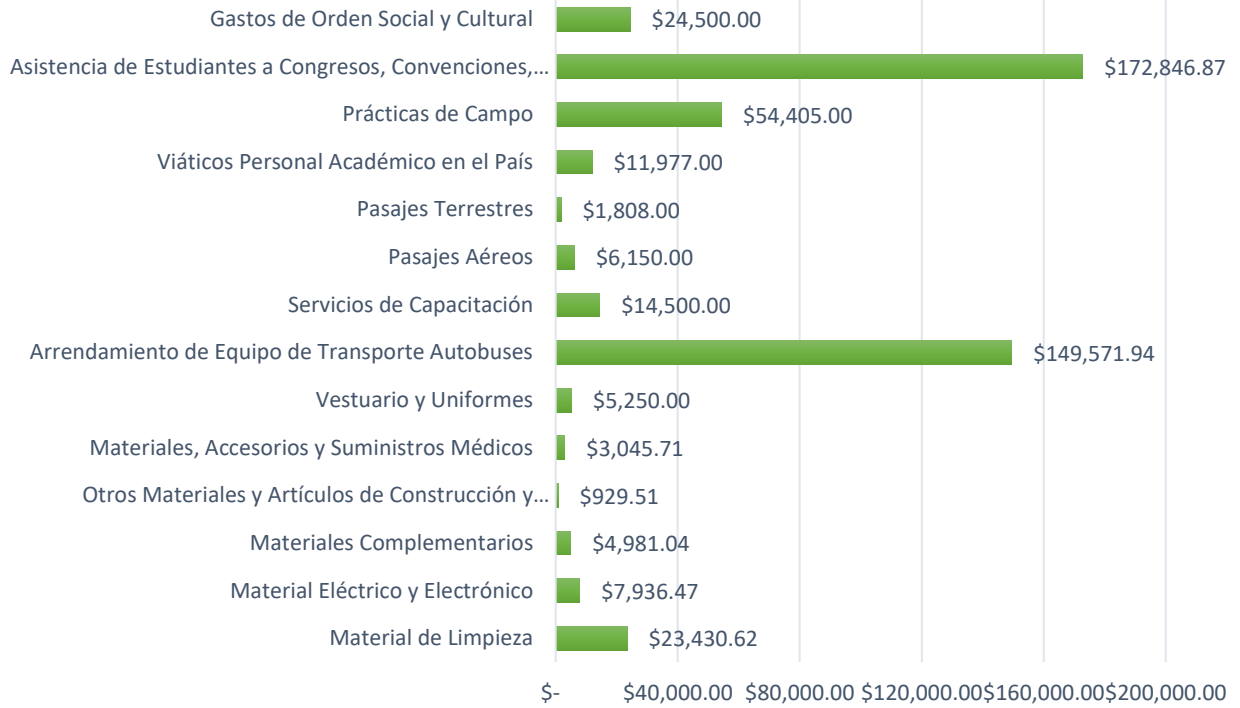 Gastos de Orden Social y Cultural $24,500.00
Asistencia de Estudiantes a Congresos, Convenciones,... $172,846.87
Prácticas de Campo $54,405.00
Viáticos Personal Académico en el País $11,977.00
Pasajes Terrestres $1,808.00
Pasajes Aéreos $6,150.00
Servicios de Capacitación $14,500.00
Arrendamiento de Equipo de Transporte Autobuses $149,571.94
Vestuario y Uniformes $5,250.00
Materiales, Accesorios y Suministros Médicos $3,045.71
Otros Materiales y Artículos de Construcción y... $929.51
Materiales Complementarios $4,981.04
Material Eléctrico y Electrónico $7,936.47
Material de Limpieza $23,430.62
$- $40,000.00 $80,000.00 $120,000.00 $160,000.00 $200,000.00